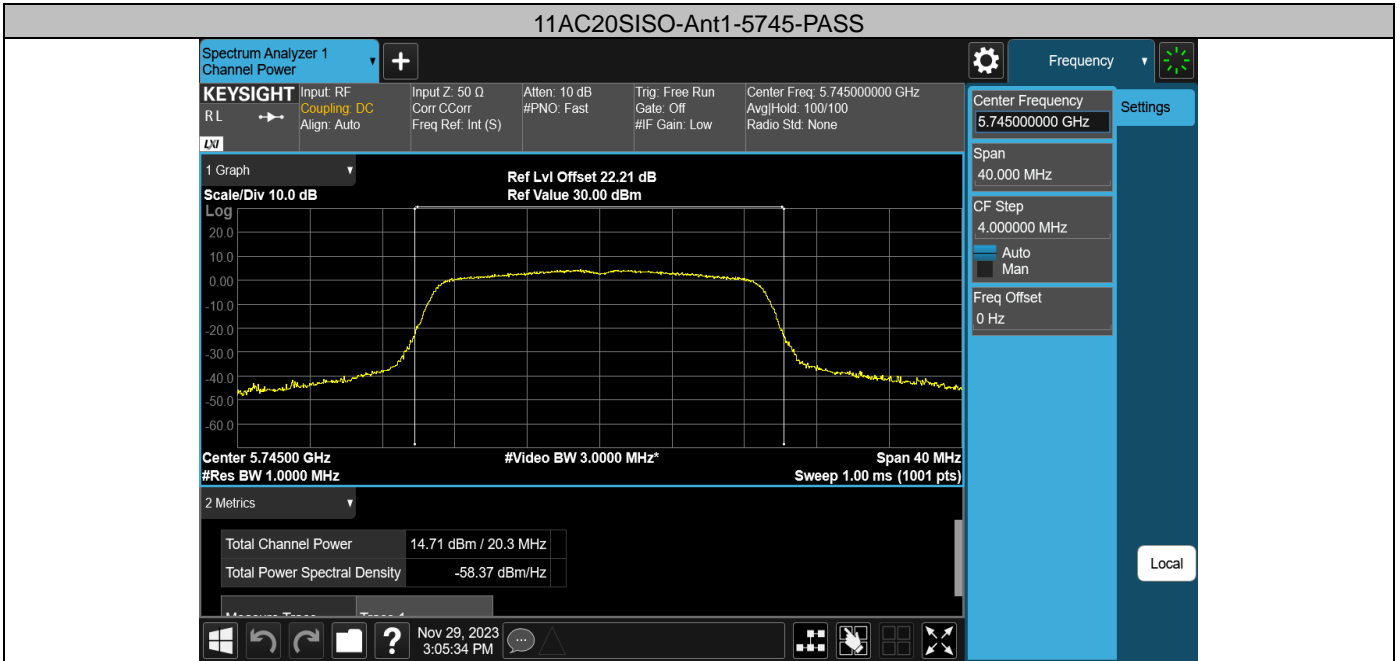 11AC20SISO-Ant1-5745-PASS
Spectrum Analyzer 1
Channel Power
Frequency
KEYSIGHT
RL
LXI
Input: RF
Coupling: DC
Align: Auto
Input Z: 50 Ω
Corr CCorr
Freq Ref: Int (S)
Atten: 10 dB
#PNO: Fast
Trig: Free Run
Gate: Off
#IF Gain: Low
Center Freq: 5.745000000 GHz
Avg|Hold: 100/100
Radio Std: None
Center Frequency
5.745000000 GHz
Settings
Span
40.000 MHz
CF Step
4.000000 MHz
Auto
Man
Freq Offset
0 Hz
1 Graph
Scale/Div 10.0 dB
Ref Lvl Offset 22.21 dB
Ref Value 30.00 dBm
Log
20.0
10.0
0.00
-10.0
-20.0
-30.0
-40.0
-50.0
-60.0
Center 5.74500 GHz
#Res BW 1.0000 MHz
#Video BW 3.0000 MHz*
Span 40 MHz
Sweep 1.00 ms (1001 pts)
2 Metrics
Total Channel Power 14.71 dBm / 20.3 MHz
Total Power Spectral Density -58.37 dBm/Hz
Local
?
Nov 29, 2023
3:05:34 PM